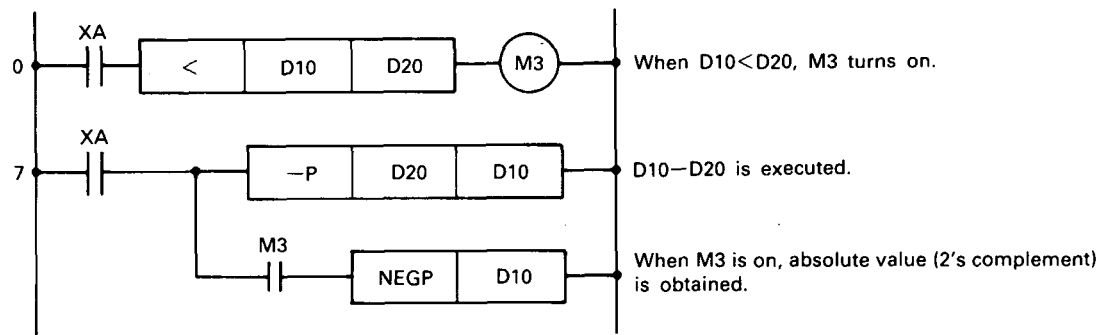 XA
0 < D10 D20 M3 When D10<D20, M3 turns on.
XA
7 —P D20 D10 D10—D20 is executed.
M3
NEGP D10 When M3 is on, absolute value (2's complement)
is obtained.